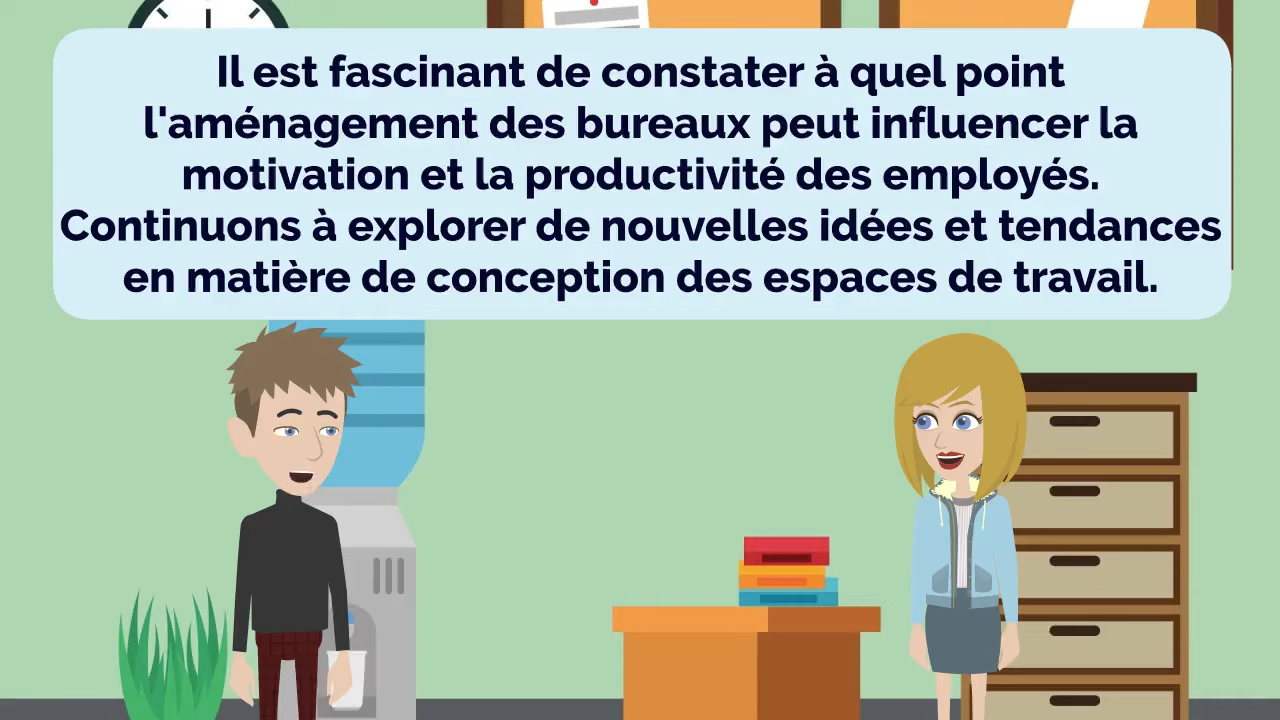 Il est fascinant de constater à quel point
l'aménagement des bureaux peut influencer la
motivation et la productivité des employés.
Continuons à explorer de nouvelles idées et tendances
en matière de conception des espaces de travail.